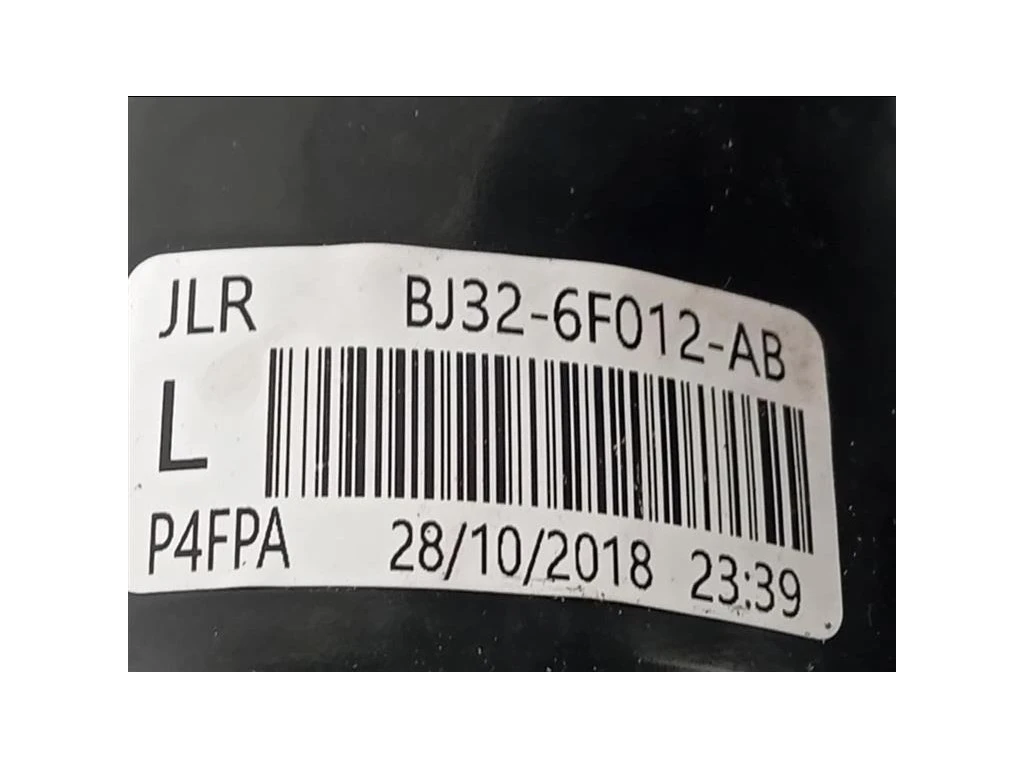 JLR BJ32-6F012-AB
L
P4FPA 28/10/2018 23:39